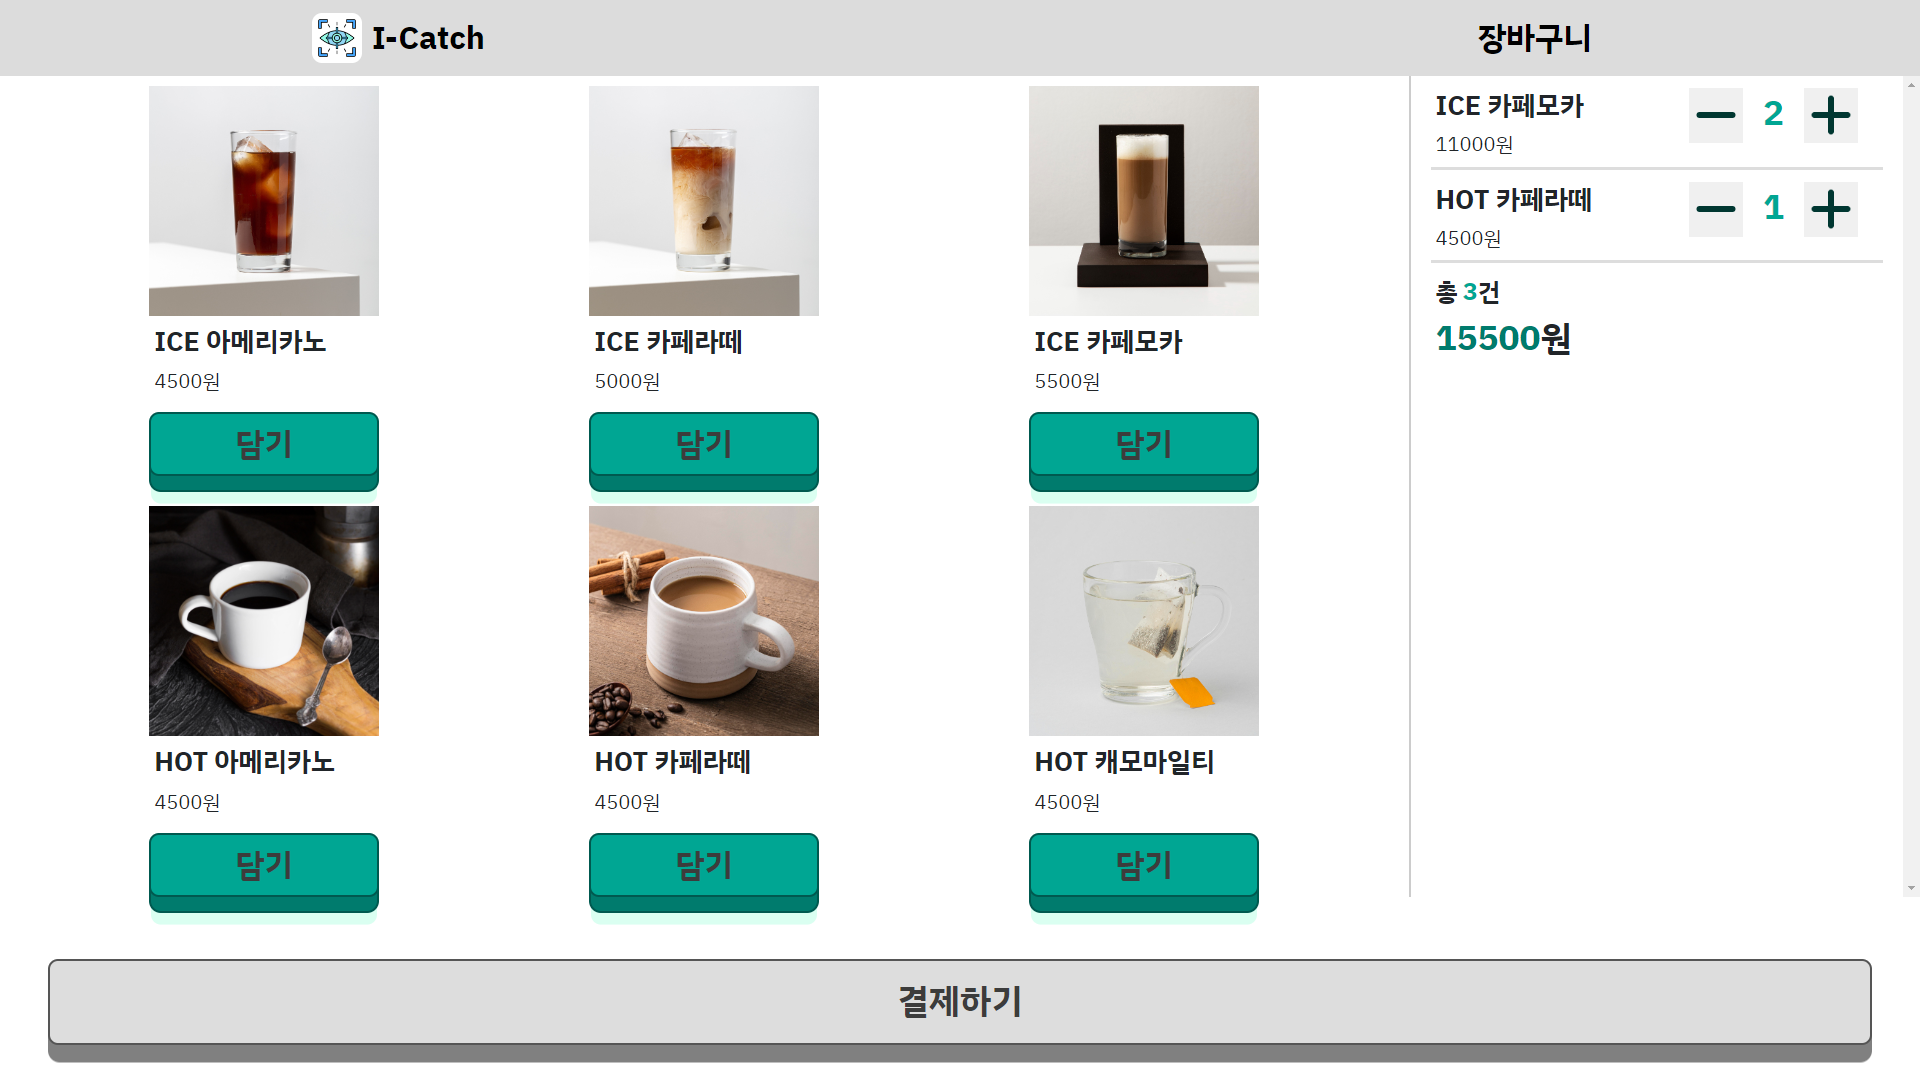 I-Catch
장바구니
ICE 아메리카노
4500원
담기
ICE 카페라떼
5000원
담기
ICE 카페모카
5500원
담기
HOT 아메리카노
4500원
담기
HOT 카페라떼
4500원
담기
HOT 캐모마일티
4500원
담기
ICE 카페모카
11000원
2
HOT 카페라떼
4500원
1
총 3건
15500원
결제하기